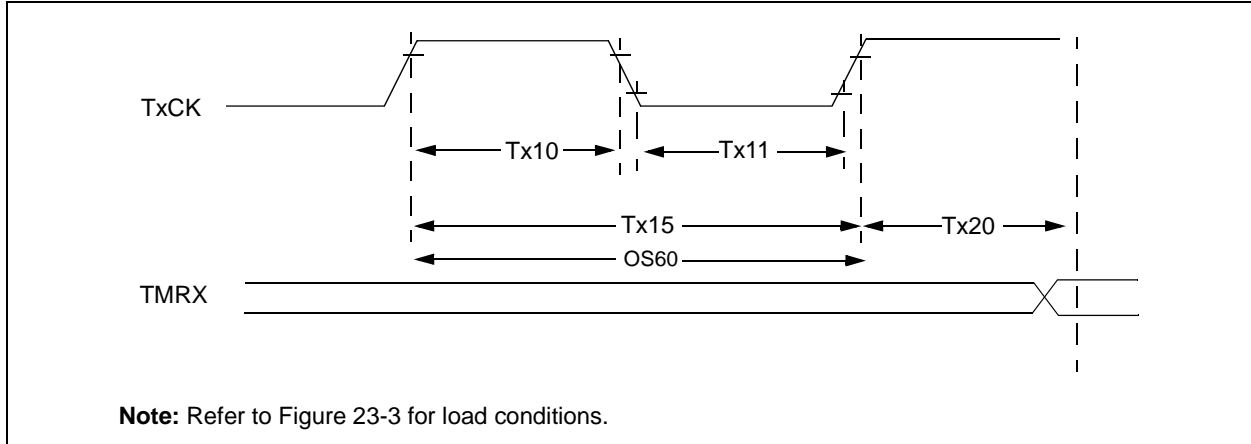 TxCK
Tx10
Tx11
Tx15
Tx20
OS60
TMRX
Note: Refer to Figure 23-3 for load conditions.